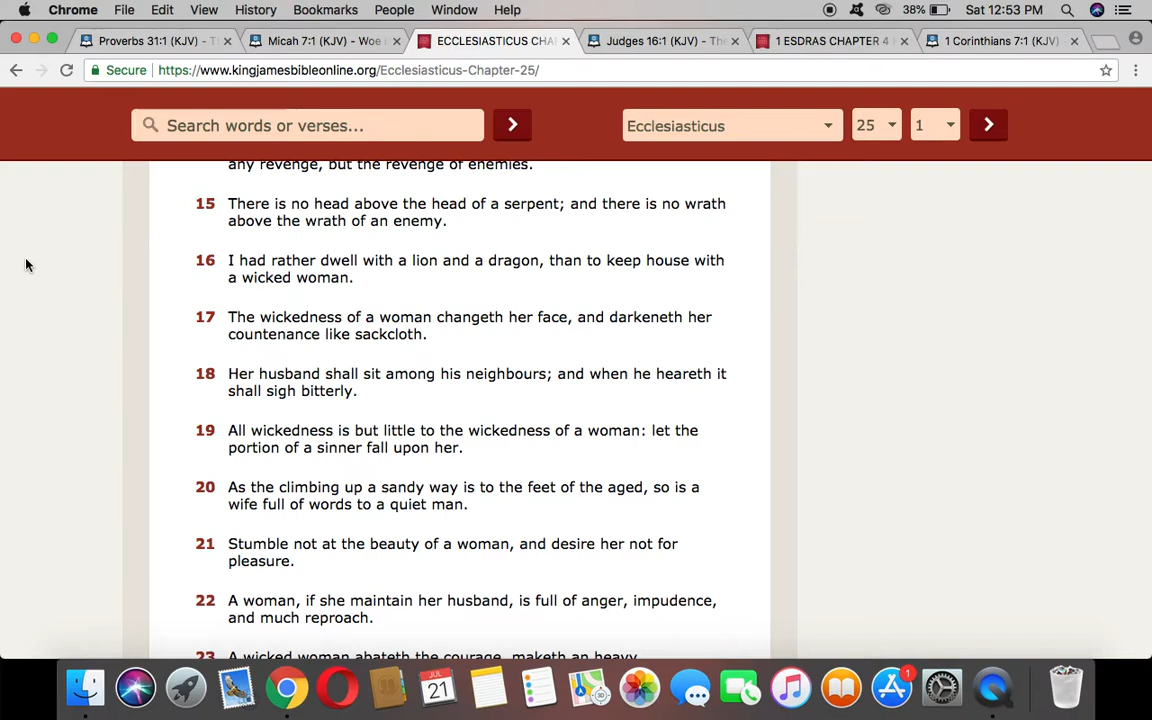 Chrome File Edit View History Bookmarks People Window Help 38% Sat 12:53 PM
Proverbs 31:1 (KJV) - T Micah 7:1 (KJV) - Woe i ECCLESIASTICUS CHA Judges 16:1 (KJV) - The 1 ESDRAS CHAPTER 4 1 Corinthians 7:1 (KJV)
Secure https://www.kingjamesbibleonline.org/Ecclesiasticus-Chapter-25/
Search words or verses... Ecclesiasticus 25 1
any revenge, but the revenge of enemies.
15 There is no head above the head of a serpent; and there is no wrath
above the wrath of an enemy.
16 I had rather dwell with a lion and a dragon, than to keep house with
a wicked woman.
17 The wickedness of a woman changeth her face, and darkeneth her
countenance like sackcloth.
18 Her husband shall sit among his neighbours; and when he heareth it
shall sigh bitterly.
19 All wickedness is but little to the wickedness of a woman: let the
portion of a sinner fall upon her.
20 As the climbing up a sandy way is to the feet of the aged, so is a
wife full of words to a quiet man.
21 Stumble not at the beauty of a woman, and desire her not for
pleasure.
22 A woman, if she maintain her husband, is full of anger, impudence,
and much reproach.
23 A wicked woman abateth the courage, maketh an heavy
JUL
21
1